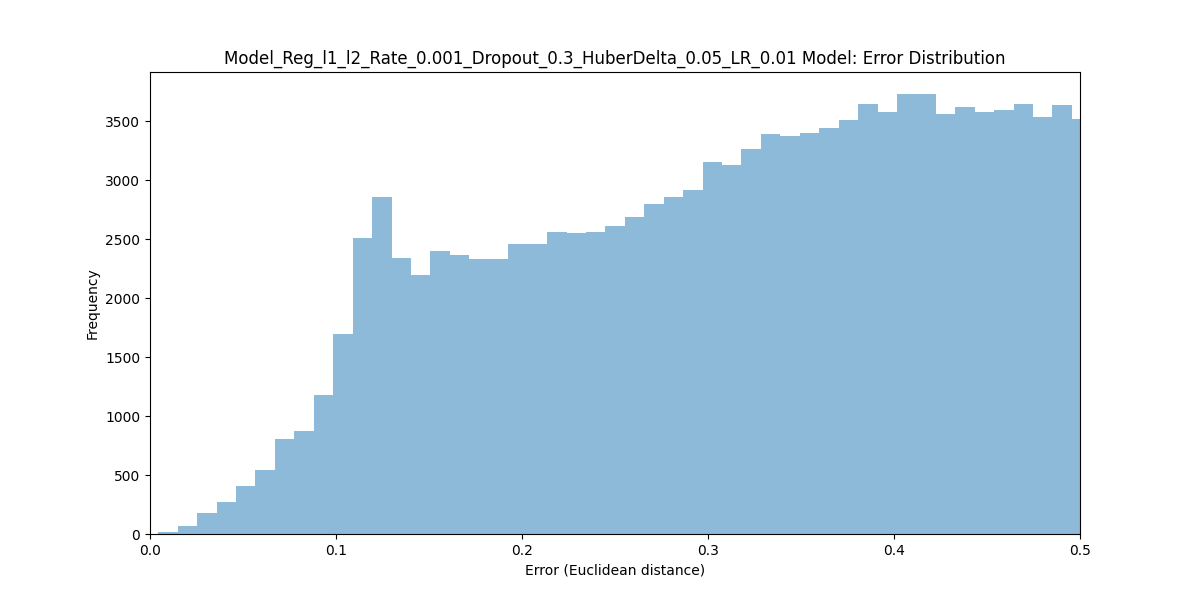 Model_Reg_l1_l2_Rate_0.001_Dropout_0.3_HuberDelta_0.05_LR_0.01 Model: Error Distribution
Frequency
3500
3000
2500
2000
1500
1000
500
0
0.0 0.1 0.2 0.3 0.4 0.5
Error (Euclidean distance)